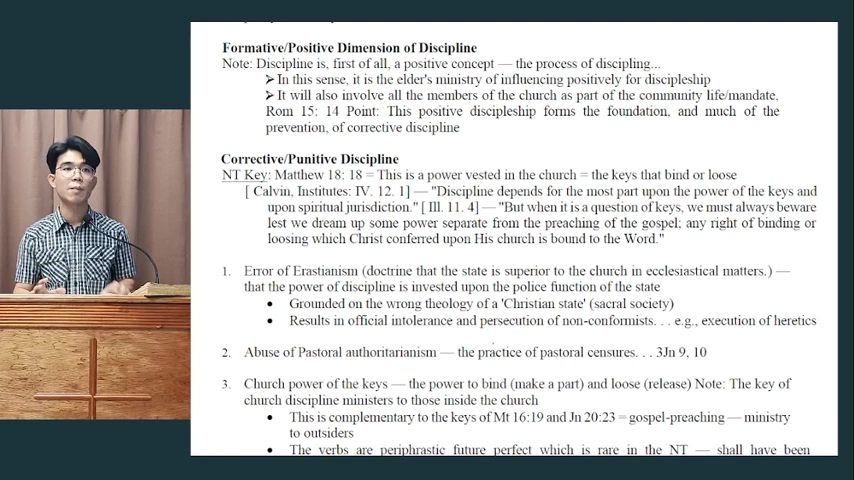 Formative/Positive Dimension of Discipline
Note: Discipline is, first of all, a positive concept — the process of discipling...
➢ In this sense, it is the elder's ministry of influencing positively for discipleship
➢ It will also involve all the members of the church as part of the community life/mandate,
Rom 15: 14 Point: This positive discipleship forms the foundation, and much of the
prevention, of corrective discipline
Corrective/Punitive Discipline
NT Key: Matthew 18: 18 = This is a power vested in the church = the keys that bind or loose
[ Calvin, Institutes: IV. 12. 1] — "Discipline depends for the most part upon the power of the keys and
upon spiritual jurisdiction." [ Ill. 11. 4] — "But when it is a question of keys, we must always beware
lest we dream up some power separate from the preaching of the gospel; any right of binding or
loosing which Christ conferred upon His church is bound to the Word."
1. Error of Erastianism (doctrine that the state is superior to the church in ecclesiastical matters.) —
that the power of discipline is invested upon the police function of the state
• Grounded on the wrong theology of a 'Christian state' (sacral society)
• Results in official intolerance and persecution of non-conformists. . . e.g., execution of heretics
2. Abuse of Pastoral authoritarianism — the practice of pastoral censures. . . 3Jn 9, 10
3. Church power of the keys — the power to bind (make a part) and loose (release) Note: The key of
church discipline ministers to those inside the church
• This is complementary to the keys of Mt 16:19 and Jn 20:23 = gospel-preaching — ministry
to outsiders
• The verbs are periphrastic future perfect which is rare in the NT — shall have been